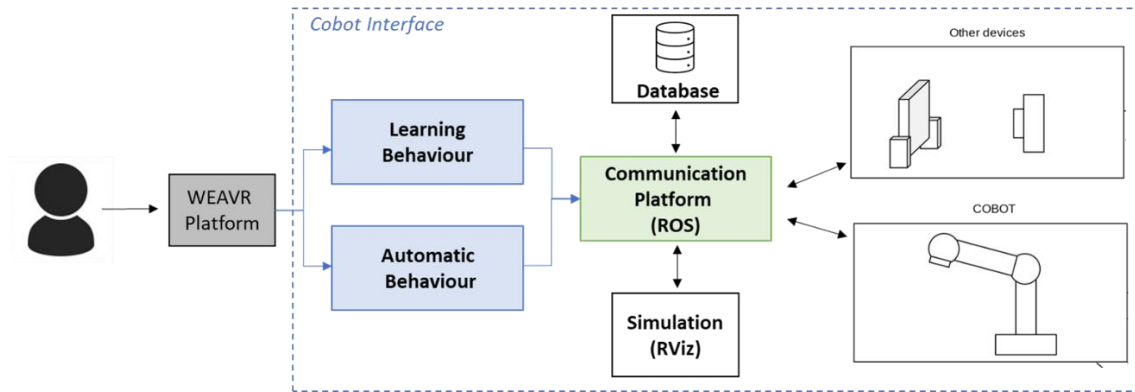 Cobot Interface
WEAVR
Platform
Learning
Behaviour
Automatic
Behaviour
Database
Communication
Platform
(ROS)
Simulation
(RViz)
Other devices
COBOT